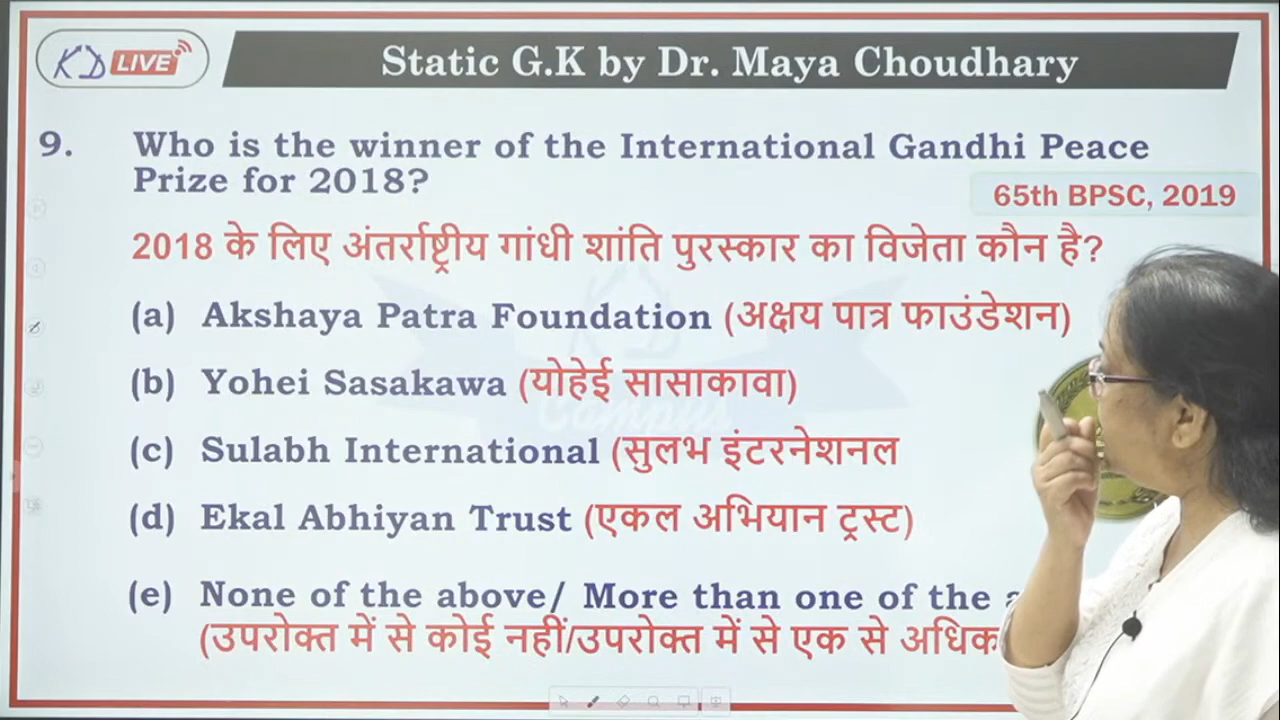 KD LIVE
Static G.K by Dr. Maya Choudhary
9. Who is the winner of the International Gandhi Peace
Prize for 2018?
65th BPSC, 2019
2018 के लिए अंतर्राष्ट्रीय गांधी शांति पुरस्कार का विजेता कौन है?
(a) Akshaya Patra Foundation (अक्षय पात्र फाउंडेशन)
(b) Yohei Sasakawa (योहेई सासाकावा)
Campus
(c) Sulabh International (सुलभ इंटरनेशनल
(d) Ekal Abhiyan Trust (एकल अभियान ट्रस्ट)
(e) None of the above/ More than one of the
(उपरोक्त में से कोई नहीं/उपरोक्त में से एक से अधिक